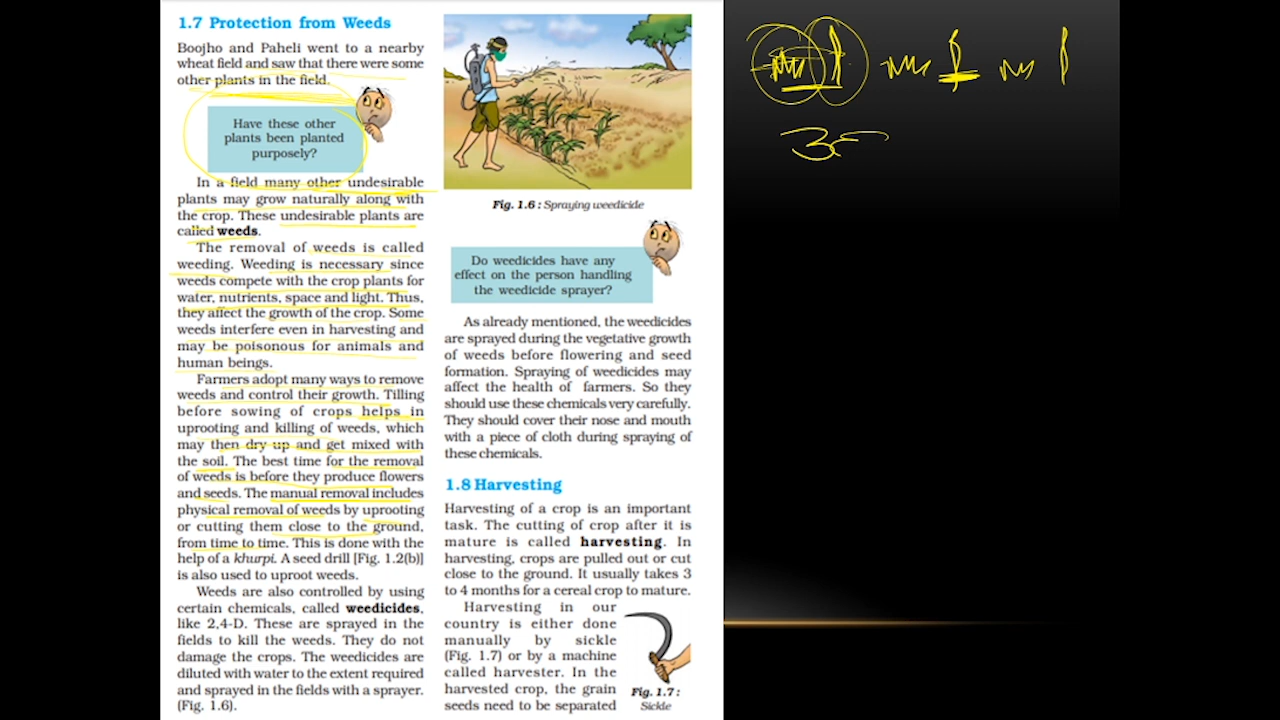 1.7 Protection from Weeds
Boojho and Paheli went to a nearby
wheat field and saw that there were some
other plants in the field.
Have these other
plants been planted
purposely?
In a field many other undesirable
plants may grow naturally along with
the crop. These undesirable plants are
called weeds.
The removal of weeds is called
weeding. Weeding is necessary since
weeds compete with the crop plants for
water, nutrients, space and light. Thus,
they affect the growth of the crop. Some
weeds interfere even in harvesting and
may be poisonous for animals and
human beings.
Farmers adopt many ways to remove
weeds and control their growth. Tilling
before sowing of crops helps in
uprooting and killing of weeds, which
may then dry up and get mixed with
the soil. The best time for the removal
of weeds is before they produce flowers
and seeds. The manual removal includes
physical removal of weeds by uprooting
or cutting them close to the ground,
from time to time. This is done with the
help of a khurpi. A seed drill [Fig. 1.2(b)]
is also used to uproot weeds.
Weeds are also controlled by using
certain chemicals, called weedicides,
like 2,4-D. These are sprayed in the
fields to kill the weeds. They do not
damage the crops. The weedicides are
diluted with water to the extent required
and sprayed in the fields with a sprayer.
(Fig. 1.6).
Fig. 1.6 : Spraying weedicide
Do weedicides have any
effect on the person handling
the weedicide sprayer?
As already mentioned, the weedicides
are sprayed during the vegetative growth
of weeds before flowering and seed
formation. Spraying of weedicides may
affect the health of farmers. So they
should use these chemicals very carefully.
They should cover their nose and mouth
with a piece of cloth during spraying of
these chemicals.
1.8 Harvesting
Harvesting of a crop is an important
task. The cutting of crop after it is
mature is called harvesting. In
harvesting, crops are pulled out or cut
close to the ground. It usually takes 3
to 4 months for a cereal crop to mature.
Harvesting in our
country is either done
manually by sickle
(Fig. 1.7) or by a machine
called harvester. In the
harvested crop, the grain
seeds need to be separated
Fig. 1.7 :
Sickle